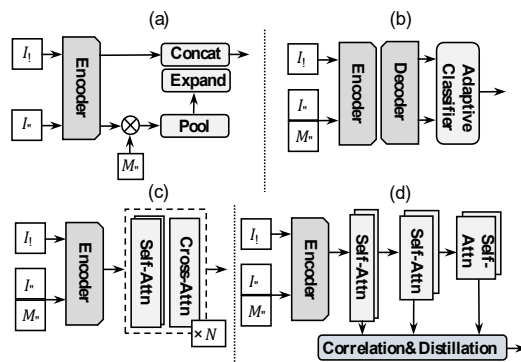 (a)
I!
Encoder
Concat
Expand
I"
Pool
M"
(b)
I!
I"
M"
Encoder
Decoder
Adaptive
Classifier
(c)
I!
I"
M"
Encoder
Self-Attn
Cross-Attn
× N
(d)
I!
I"
M"
Encoder
Self-Attn
Self-Attn
Self-
Attn
Correlation& Distillation